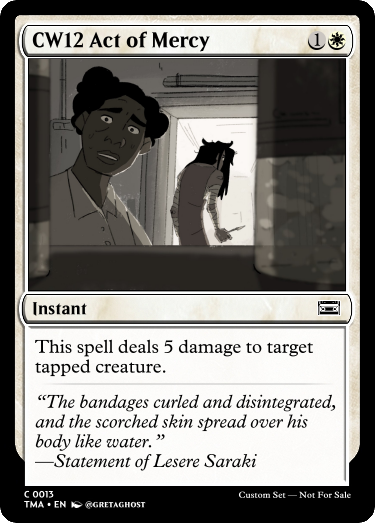 CW12 Act of Mercy
1
Instant
This spell deals 5 damage to target
tapped creature.
“The bandages curled and disintegrated,
and the scorched skin spread over his
body like water.”
—Statement of Lesere Saraki
C 0013
TMA • EN @GRETAGHOST
Custom Set — Not For Sale